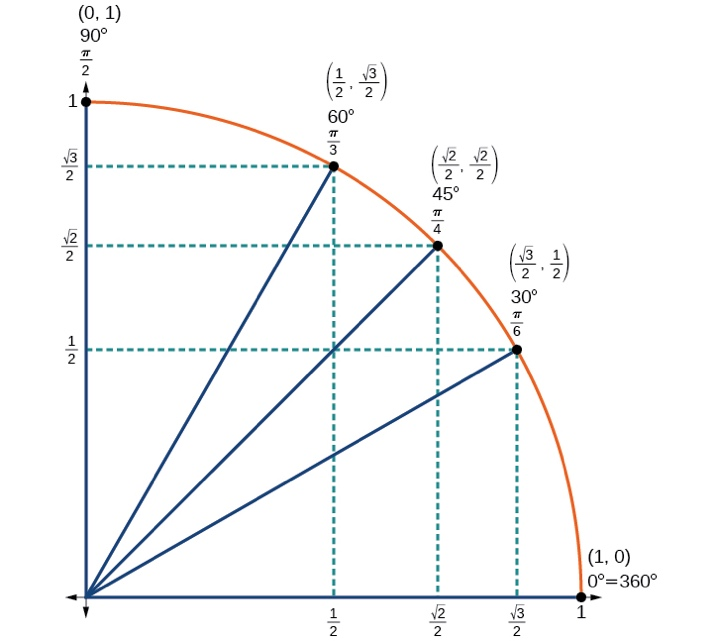 (0, 1)
90°
π/2
1
(1/2, √3/2)
60°
π/3
√3/2
(√2/2, √2/2)
45°
π/4
√2/2
(√3/2, 1/2)
30°
π/6
1/2
(1, 0)
0°=360°
1/2 √2/2 √3/2 1